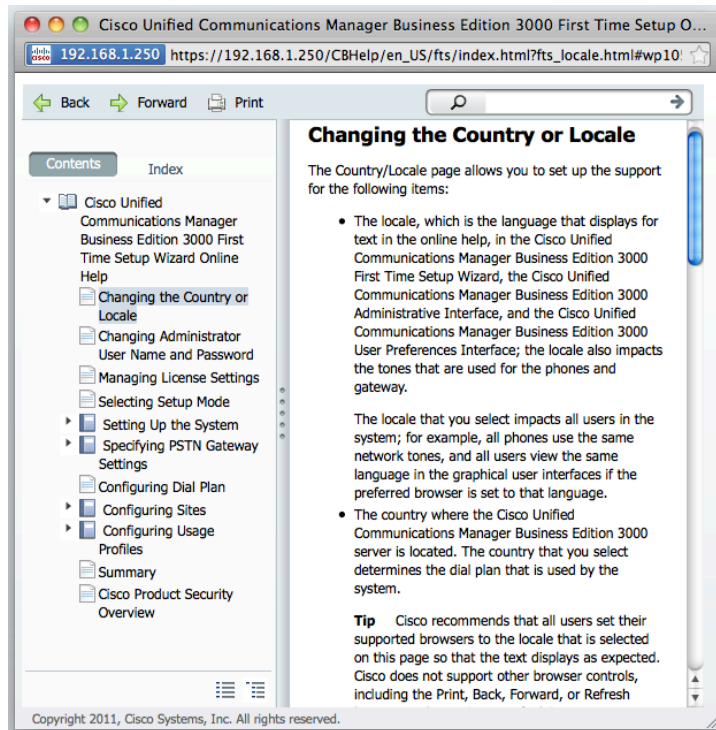 Cisco Unified Communications Manager Business Edition 3000 First Time Setup O...
cisco 192.168.1.250 https://192.168.1.250/CBHelp/en_US/fts/index.html?fts_locale.html#wp10
Back Forward Print
Contents Index
Cisco Unified
Communications Manager
Business Edition 3000 First
Time Setup Wizard Online
Help
Changing the Country or
Locale
Changing Administrator
User Name and Password
Managing License Settings
Selecting Setup Mode
Setting Up the System
Specifying PSTN Gateway
Settings
Configuring Dial Plan
Configuring Sites
Configuring Usage
Profiles
Summary
Cisco Product Security
Overview
Changing the Country or Locale
The Country/Locale page allows you to set up the support
for the following items:
• The locale, which is the language that displays for
text in the online help, in the Cisco Unified
Communications Manager Business Edition 3000
First Time Setup Wizard, the Cisco Unified
Communications Manager Business Edition 3000
Administrative Interface, and the Cisco Unified
Communications Manager Business Edition 3000
User Preferences Interface; the locale also impacts
the tones that are used for the phones and
gateway.
The locale that you select impacts all users in the
system; for example, all phones use the same
network tones, and all users view the same
language in the graphical user interfaces if the
preferred browser is set to that language.
• The country where the Cisco Unified
Communications Manager Business Edition 3000
server is located. The country that you select
determines the dial plan that is used by the
system.
Tip Cisco recommends that all users set their
supported browsers to the locale that is selected
on this page so that the text displays as expected.
Cisco does not support other browser controls,
including the Print, Back, Forward, or Refresh
Copyright 2011, Cisco Systems, Inc. All rights reserved.